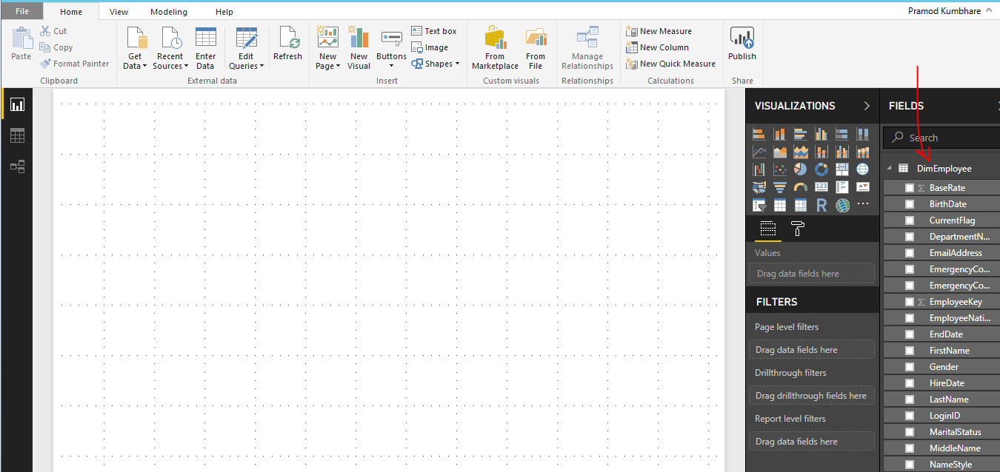 File Home View Modeling Help Pramod Kumbhare
Paste
Cut
Copy
Format Painter
Clipboard
Get Data
Recent Sources
Enter Data
Edit Queries
External data
Refresh
New Page
New Visual
Buttons
Text box
Image
Shapes
Insert
From Marketplace
From File
Custom visuals
Manage Relationships
Relationships
New Measure
New Column
New Quick Measure
Calculations
Publish
Share
VISUALIZATIONS
123
R
Values
Drag data fields here
FILTERS
Page level filters
Drag data fields here
Drillthrough filters
Drag drillthrough fields here
Report level filters
Drag data fields here
FIELDS
Search
DimEmployee
Σ BaseRate
BirthDate
CurrentFlag
DepartmentN...
EmailAddress
EmergencyCo...
EmergencyCo...
Σ EmployeeKey
EmployeeNati...
EndDate
FirstName
Gender
HireDate
LastName
LoginID
MaritalStatus
MiddleName
NameStyle